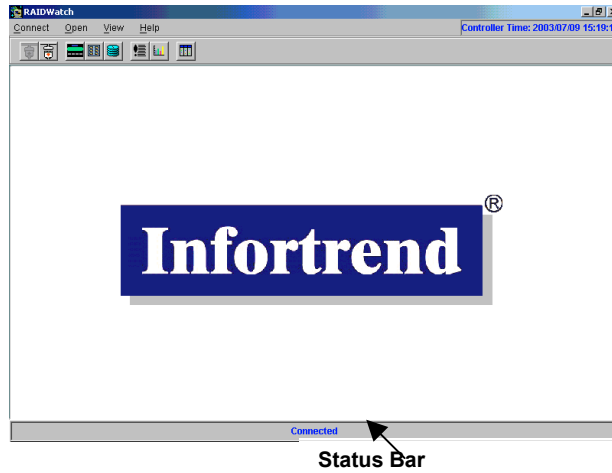 RAIDWatch
Connect Open View Help Controller Time: 2003/07/09 15:19:1
Infortrend®
Connected
Status Bar